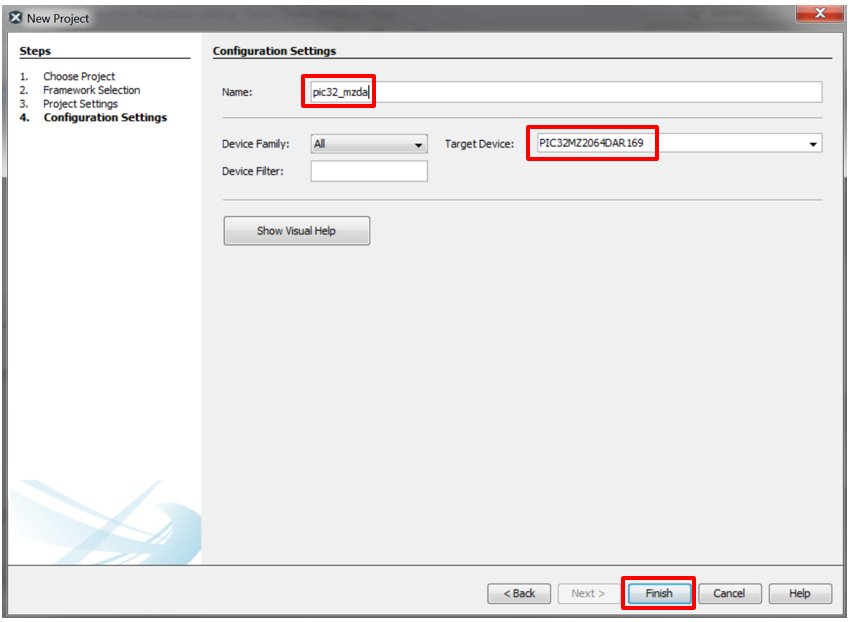 New Project
Steps
1. Choose Project
2. Framework Selection
3. Project Settings
4. Configuration Settings
Configuration Settings
Name: pic32_mzda
Device Family: All Target Device: PIC32MZ2064DAR169
Device Filter:
Show Visual Help
< Back Next > Finish Cancel Help